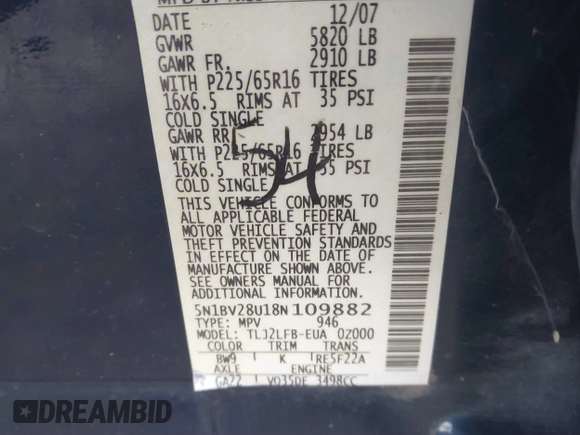 DATE 12/07
GVWR 5820 LB
GAWR FR. 2910 LB
WITH P225/65R16 TIRES
16X6.5 RIMS AT 35 PSI
COLD SINGLE
GAWR RR. 2954 LB
WITH P225/65R16 TIRES
16X6.5 RIMS AT 35 PSI
COLD SINGLE
54
THIS VEHICLE CONFORMS TO
ALL APPLICABLE FEDERAL
MOTOR VEHICLE SAFETY AND
THEFT PREVENTION STANDARDS
IN EFFECT ON THE DATE OF
MANUFACTURE SHOWN ABOVE.
SEE OWNERS MANUAL FOR
ADDITIONAL INFORMATION.
5N1BV28U18N109882
TYPE: MPV 946
MODEL: TLJ2LFB-EUA 02000
COLOR TRIM TRANS
BW9 K RE5F22A
AXLE ENGINE
GA22 VQ35DE 3498CC
DREAMBID